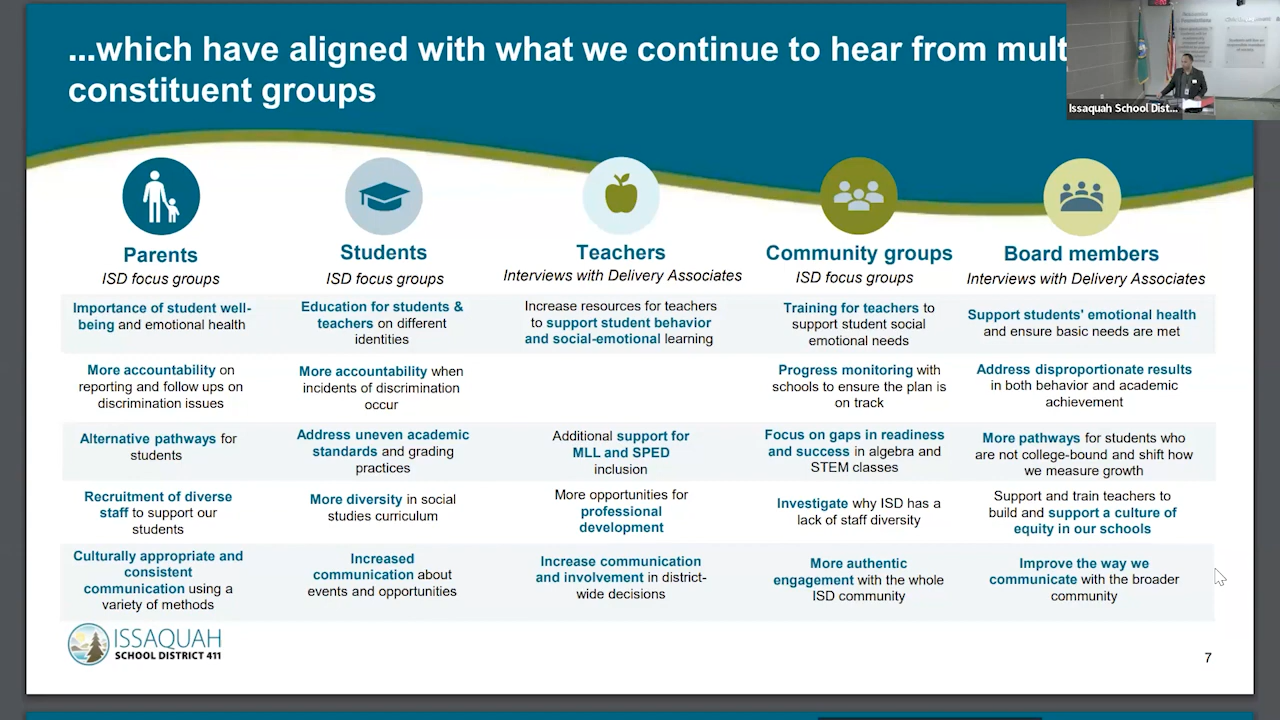 ...which have aligned with what we continue to hear from mult
constituent groups
Issaquah School Dist...
Parents
ISD focus groups
Students
ISD focus groups
Teachers
Interviews with Delivery Associates
Community groups
ISD focus groups
Board members
Interviews with Delivery Associates
Importance of student well-
being and emotional health
Education for students &
teachers on different
identities
Increase resources for teachers
to support student behavior
and social-emotional learning
Training for teachers to
support student social
emotional needs
Support students' emotional health
and ensure basic needs are met
More accountability on
reporting and follow ups on
discrimination issues
More accountability when
incidents of discrimination
occur
Progress monitoring with
schools to ensure the plan is
on track
Address disproportionate results
in both behavior and academic
achievement
Alternative pathways for
students
Address uneven academic
standards and grading
practices
Additional support for
MLL and SPED
inclusion
Focus on gaps in readiness
and success in algebra and
STEM classes
More pathways for students who
are not college-bound and shift how
we measure growth
Recruitment of diverse
staff to support our
students
More diversity in social
studies curriculum
More opportunities for
professional
development
Investigate why ISD has a
lack of staff diversity
Support and train teachers to
build and support a culture of
equity in our schools
Culturally appropriate and
consistent
communication using a
variety of methods
Increased
communication about
events and opportunities
Increase communication
and involvement in district-
wide decisions
More authentic
engagement with the whole
ISD community
Improve the way we
communicate with the broader
community
ISSAQUAH
SCHOOL DISTRICT 411
7